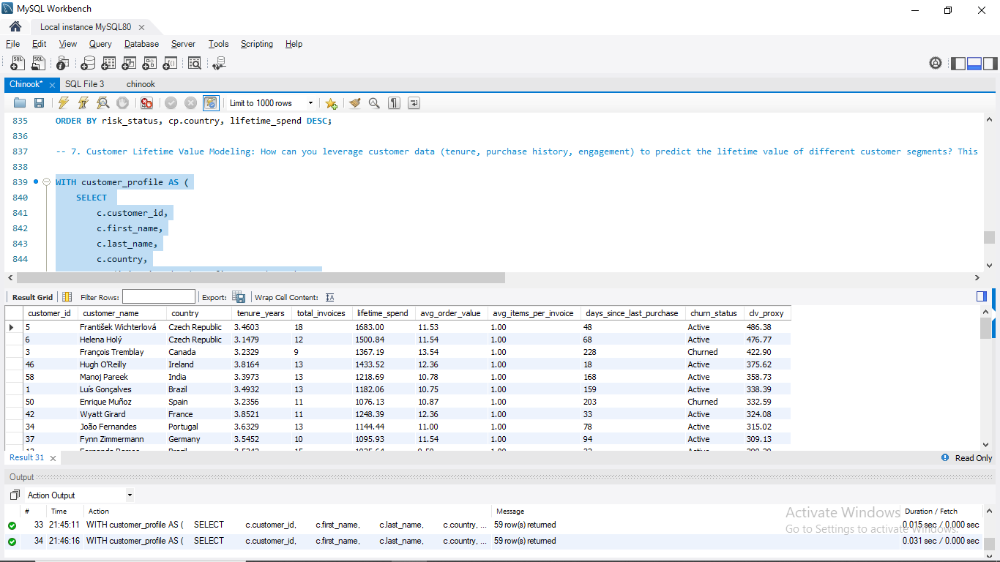 MySQL Workbench
Local instance MySQL80
File Edit View Query Database Server Tools Scripting Help
Chinook* SQL File 3 chinook
Limit to 1000 rows
835 ORDER BY risk_status, cp.country, lifetime_spend DESC;
836
837 -- 7. Customer Lifetime Value Modeling: How can you leverage customer data (tenure, purchase history, engagement) to predict the lifetime value of different customer segments? This
838
839 WITH customer_profile AS (
840 SELECT
841 c.customer_id,
842 c.first_name,
843 c.last_name,
844 c.country,
Result Grid Filter Rows: Export: Wrap Cell Content:
customer_id customer_name country tenure_years total_invoices lifetime_spend avg_order_value avg_items_per_invoice days_since_last_purchase churn_status clv_proxy
5 František Wichterlová Czech Republic 3.4603 18 1683.00 11.53 1.00 48 Active 486.38
6 Helena Holý Czech Republic 3.1479 12 1500.84 11.54 1.00 68 Active 476.77
3 François Tremblay Canada 3.2329 9 1367.19 13.54 1.00 228 Churned 422.90
46 Hugh O'Reilly Ireland 3.8164 13 1433.52 12.36 1.00 18 Active 375.62
58 Manoj Pareek India 3.3973 13 1218.69 10.78 1.00 168 Active 358.73
1 Luís Gonçalves Brazil 3.4932 13 1182.06 10.75 1.00 159 Active 338.39
50 Enrique Muñoz Spain 3.2356 11 1076.13 10.87 1.00 203 Churned 332.59
42 Wyatt Girard France 3.8521 11 1248.39 12.36 1.00 33 Active 324.08
34 João Fernandes Portugal 3.6329 13 1144.44 11.00 1.00 78 Active 315.02
37 Fynn Zimmermann Germany 3.5452 10 1095.93 11.54 1.00 94 Active 309.13
Result 31 Read Only
Output
Action Output
# Time Action Message Duration / Fetch
33 21:45:11 WITH customer_profile AS ( SELECT c.customer_id, c.first_name, c.last_name, c.country, ... 59 row(s) returned 0.015 sec / 0.000 sec
34 21:46:16 WITH customer_profile AS ( SELECT c.customer_id, c.first_name, c.last_name, c.country, ... 59 row(s) returned 0.031 sec / 0.000 sec
Activate Windows
Go to Settings to activate Windows.